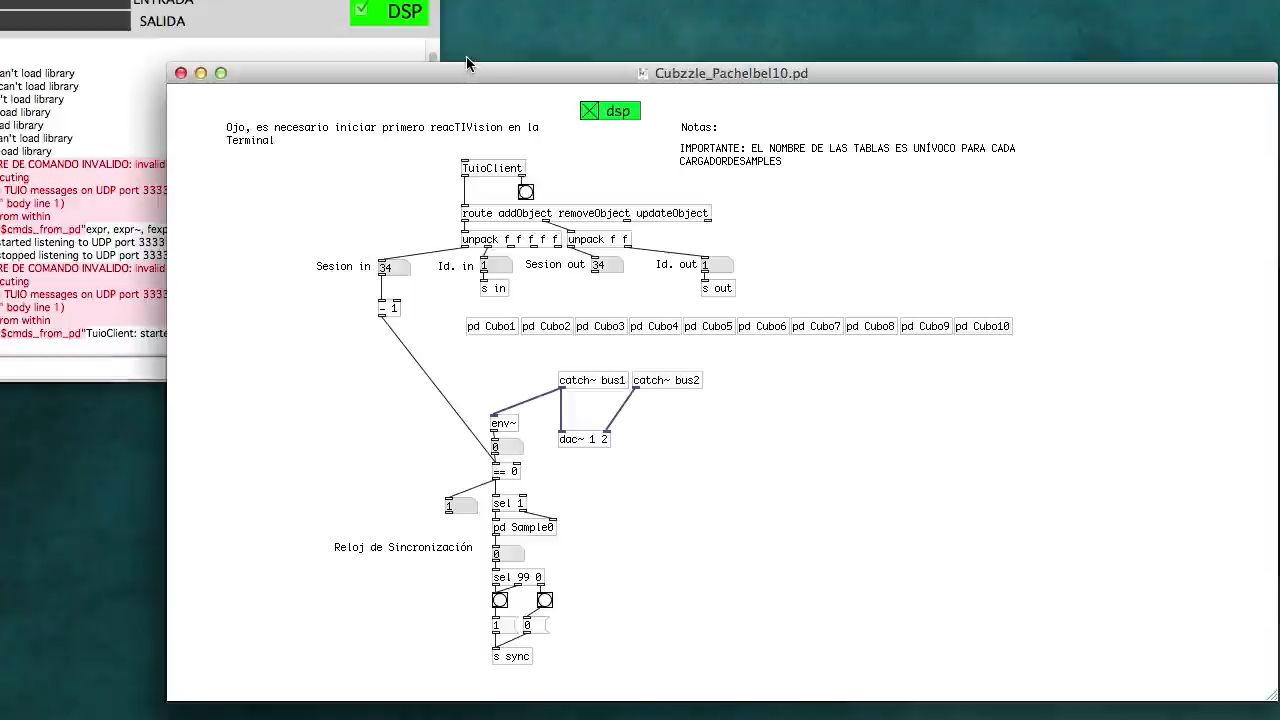 ENTRADA
SALIDA
DSP
an't load library
can't load library
can't load library
load library
load library
an't load library
load library
RE DE COMANDO INVALIDO: invalid
cuting
TUIO messages on UDP port 3333
" body line 1)
rom within
$cmds_from_pd"expr, expr~, fexp
started listening to UDP port 3333
stopped listening to UDP port 3333
RE DE COMANDO INVALIDO: invalid
cuting
TUIO messages on UDP port 3333
" body line 1)
rom within
$cmds_from_pd"TuioClient: starte
Cubzzle_Pachelbel10.pd
dsp
Ojo, es necesario iniciar primero reacTIVision en la
Terminal
Notas:
IMPORTANTE: EL NOMBRE DE LAS TABLAS ES UNÍVOCO PARA CADA
CARGADORDESAMPLES
TuioClient
route addObject removeObject updateObject
unpack f f f f f unpack f f
Sesion in 34 Id. in 1 Sesion out 34 Id. out 1
s in s out
- 1
pd Cubo1 pd Cubo2 pd Cubo3 pd Cubo4 pd Cubo5 pd Cubo6 pd Cubo7 pd Cubo8 pd Cubo9 pd Cubo10
catch~ bus1 catch~ bus2
env~
dac~ 1 2
0
== 0
1 sel 1
pd Sample0
Reloj de Sincronización 0
sel 99 0
1 0
s sync